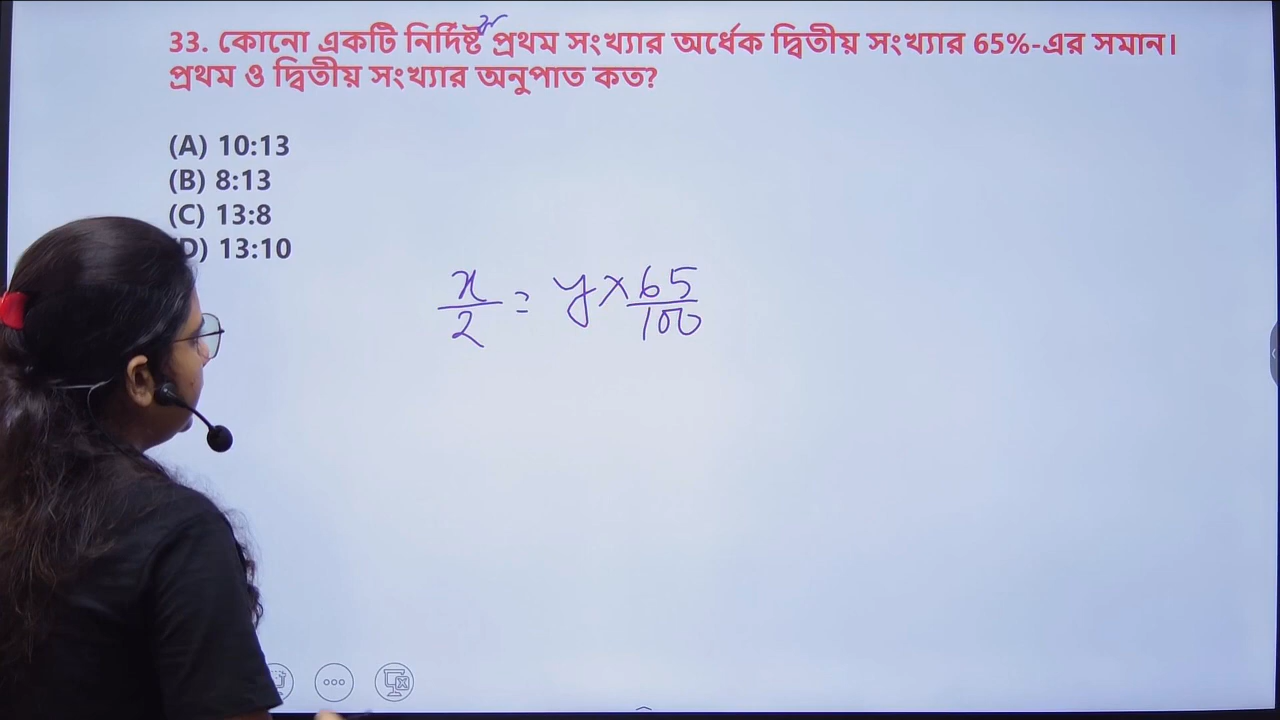 33. কোনো একটি নির্দিষ্ট প্রথম সংখ্যার অর্ধেক দ্বিতীয় সংখ্যার 65%-এর সমান।
প্রথম ও দ্বিতীয় সংখ্যার অনুপাত কত?
(A) 10:13
(B) 8:13
(C) 13:8
D) 13:10
x/2 = y × 65/100